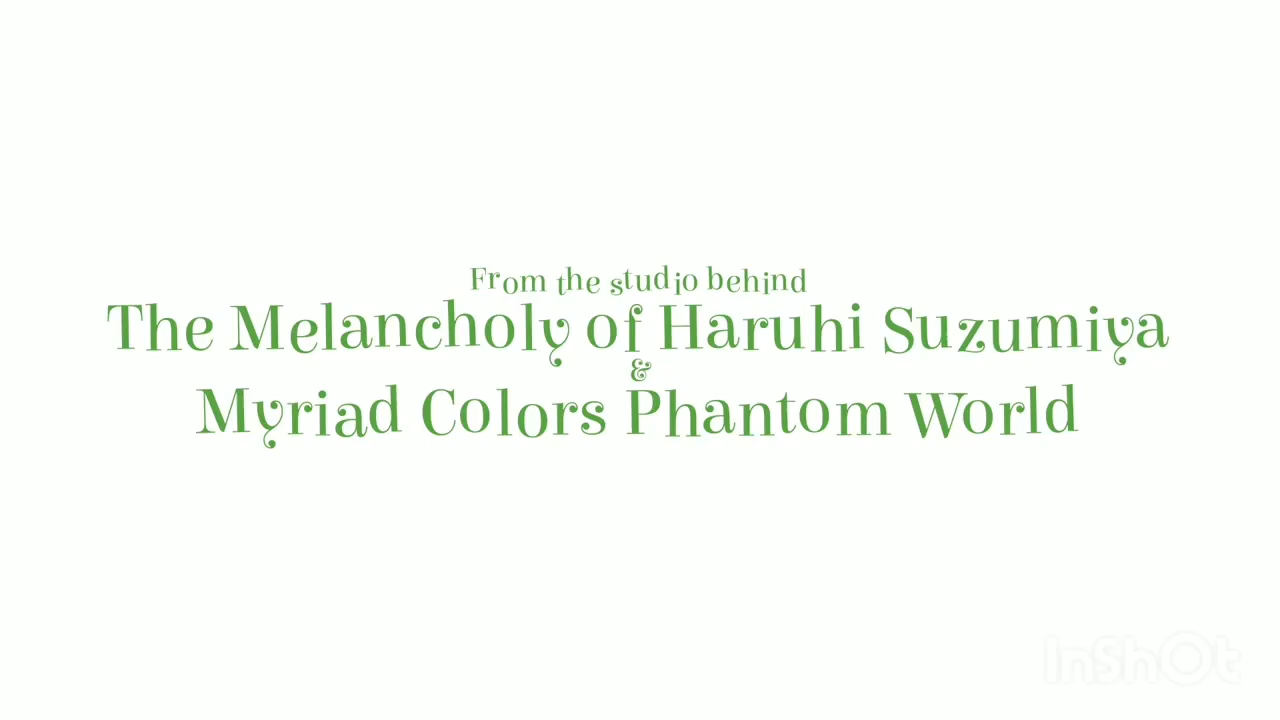 From the studio behind
The Melancholy of Haruhi Suzumiya
&
Myriad Colors Phantom World
InShOt